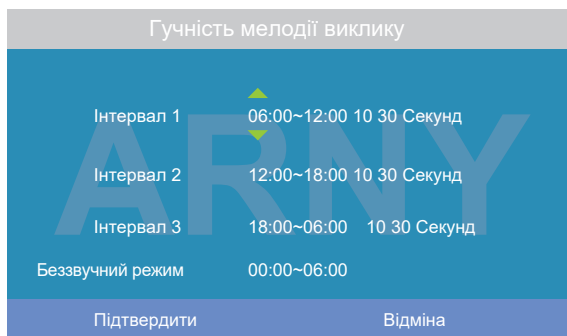 Гучність мелодії виклику
Інтервал 1 06:00~12:00 10 30 Секунд
Інтервал 2 12:00~18:00 10 30 Секунд
Інтервал 3 18:00~06:00 10 30 Секунд
Беззвучний режим 00:00~06:00
Підтвердити Відміна
ARNY